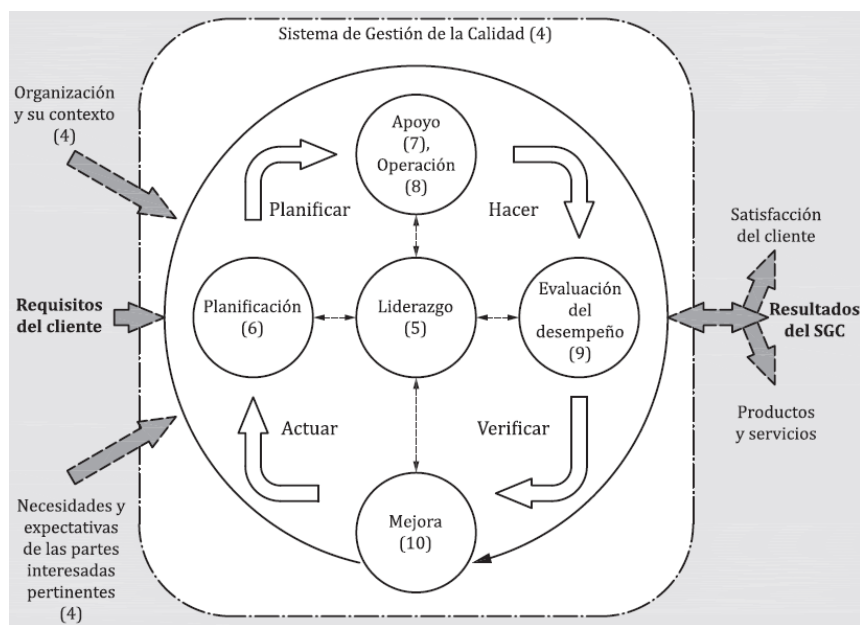 Sistema de Gestión de la Calidad (4)
Organización
y su contexto
(4)
Apoyo
(7),
Operación
(8)
Planificar
Hacer
Satisfacción
del cliente
Requisitos
del cliente
Planificación
(6)
Liderazgo
(5)
Evaluación
del
desempeño
(9)
Resultados
del SGC
Actuar
Verificar
Productos
y servicios
Necesidades y
expectativas
de las partes
interesadas
pertinentes
(4)
Mejora
(10)